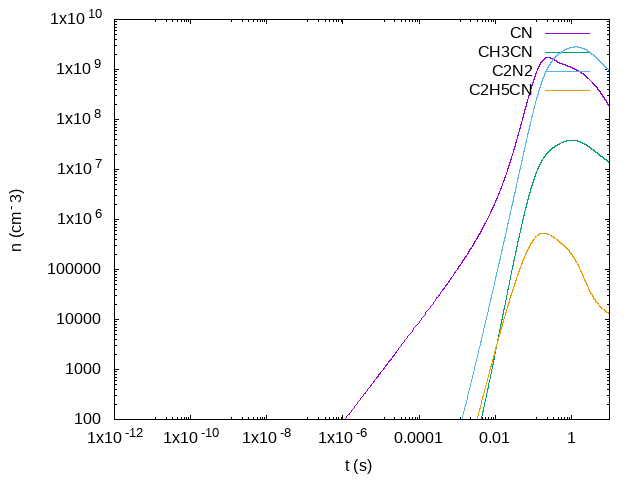 1x10^10
1x10^9
1x10^8
1x10^7
1x10^6
100000
10000
1000
100
1x10^-12
1x10^-10
1x10^-8
1x10^-6
0.0001
0.01
1
n (cm^-3)
t (s)
CN
CH3CN
C2N2
C2H5CN